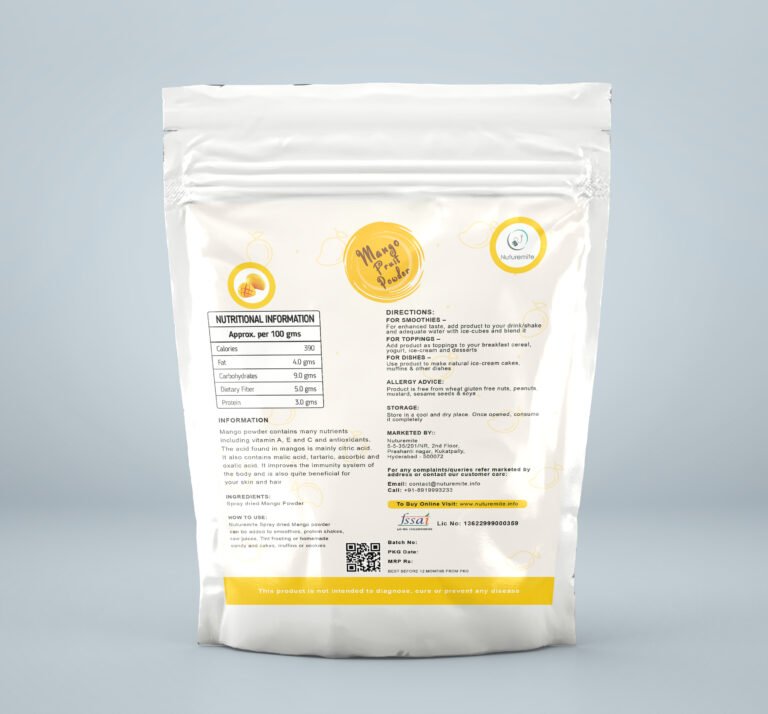 Mango
Fruit
Powder
Nuturemite
NUTRITIONAL INFORMATION
Approx. per 100 gms
Calories 390
Fat 4.0 gms
Carbohydrates 9.0 gms
Dietary Fiber 5.0 gms
Protein 3.0 gms
INFORMATION
Mango powder contains many nutrients
including vitamin A, E and C and antioxidants.
The acid found in mangos is mainly citric acid.
It also contains malic acid, tartaric, ascorbic and
oxalic acid. It improves the immunity system of
the body and is also quite beneficial for
your skin and hair
INGREDIENTS:
Spray dried Mango Powder
HOW TO USE:
Nuturemite Spray dried Mango powder
can be added to smoothies, protein shakes,
raw juices, Tint frosting or homemade
candy and cakes, muffins or cookies
DIRECTIONS:
FOR SMOOTHIES –
For enhanced taste, add product to your drink/shake
and adequate water with ice-cubes and blend it
FOR TOPPINGS –
Add product as toppings to your breakfast cereal,
yogurt, ice-cream and desserts
FOR DISHES –
Use product to make natural ice-cream cakes,
muffins & other dishes
ALLERGY ADVICE:
Product is free from wheat gluten free nuts, peanuts,
mustard, sesame seeds & soya
STORAGE:
Store in a cool and dry place. Once opened, consume
it completely
MARKETED BY::
Nuturemite
5-5-35/201/NR, 2nd Floor,
Prashanti nagar, Kukatpally,
Hyderabad - 500072
For any complaints/queries refer marketed by
address or contact our customer care:
Email: contact@nuturemite.info
Call: +91-8919993233
To Buy Online Visit: www.nuturemite.info
fssai
Lic No: 13622999000359
Batch No:
PKG Date:
MRP Rs:
BEST BEFORE 12 MONTHS FROM PKG
This product is not intended to diagnose, cure or prevent any disease